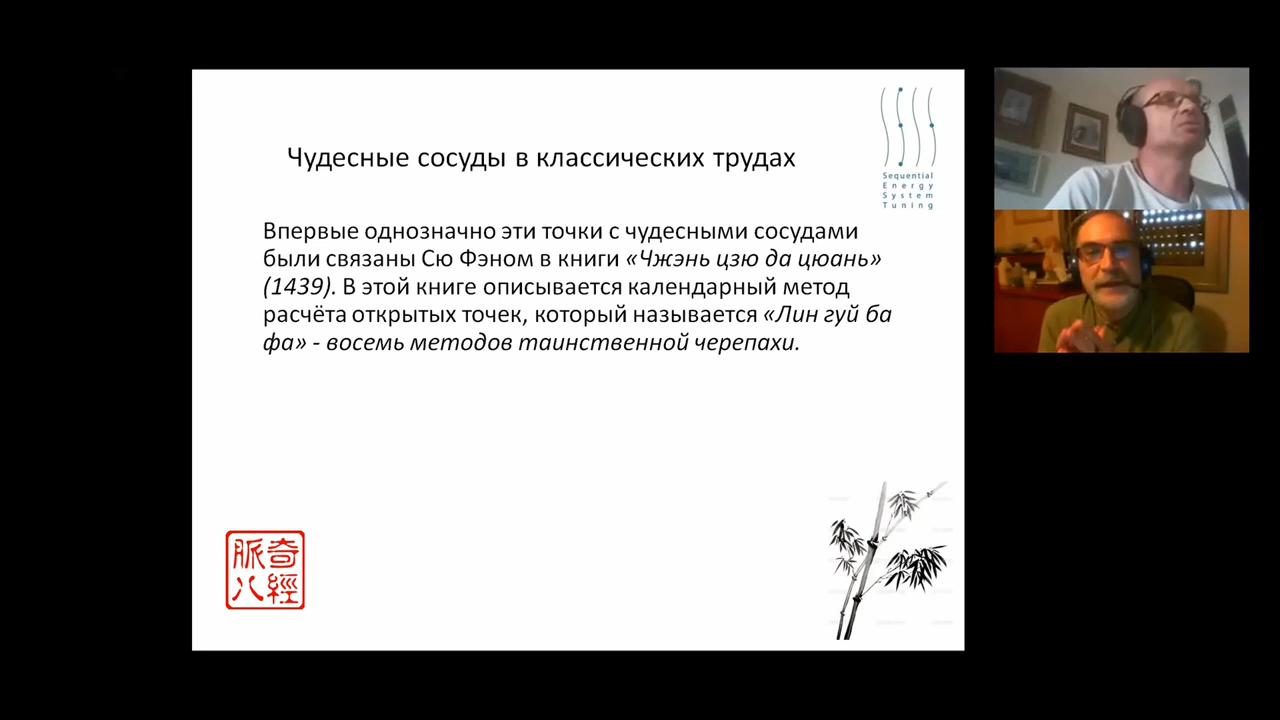 Чудесные сосуды в классических трудах
Sequential
Energy
System
Tuning
Впервые однозначно эти точки с чудесными сосудами
были связаны Сю Фэном в книги «Чжэнь цзю да цюань»
(1439). В этой книге описывается календарный метод
расчёта открытых точек, который называется «Лин гуй ба
фа» - восемь методов таинственной черепахи.
奇經
八脈